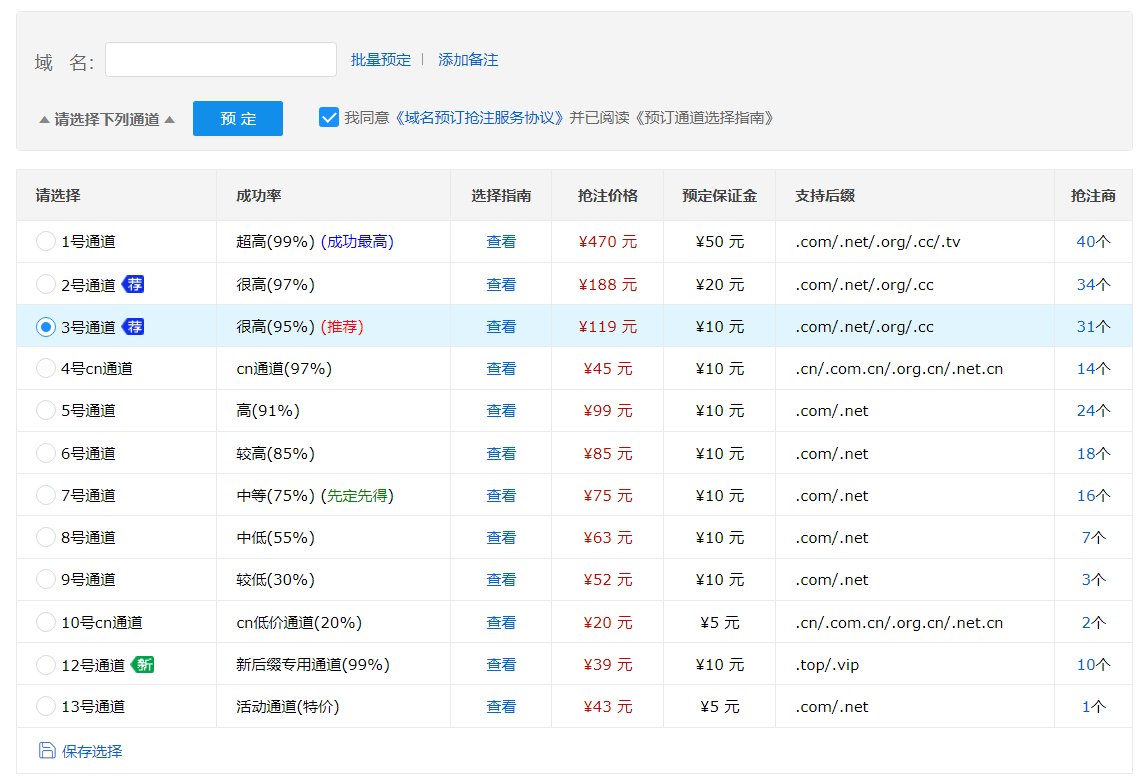 域 名: 批量预定 | 添加备注
▲请选择下列通道▲ 预 定 我同意《域名预订抢注服务协议》并已阅读《预订通道选择指南》
请选择 成功率 选择指南 抢注价格 预定保证金 支持后缀 抢注商
1号通道 超高(99%) (成功最高) 查看 ¥470 元 ¥50 元 .com/.net/.org/.cc/.tv 40个
2号通道 荐 很高(97%) 查看 ¥188 元 ¥20 元 .com/.net/.org/.cc 34个
3号通道 荐 很高(95%) (推荐) 查看 ¥119 元 ¥10 元 .com/.net/.org/.cc 31个
4号cn通道 cn通道(97%) 查看 ¥45 元 ¥10 元 .cn/.com.cn/.org.cn/.net.cn 14个
5号通道 高(91%) 查看 ¥99 元 ¥10 元 .com/.net 24个
6号通道 较高(85%) 查看 ¥85 元 ¥10 元 .com/.net 18个
7号通道 中等(75%) (先定先得) 查看 ¥75 元 ¥10 元 .com/.net 16个
8号通道 中低(55%) 查看 ¥63 元 ¥10 元 .com/.net 7个
9号通道 较低(30%) 查看 ¥52 元 ¥10 元 .com/.net 3个
10号cn通道 cn低价通道(20%) 查看 ¥20 元 ¥5 元 .cn/.com.cn/.org.cn/.net.cn 2个
12号通道 新 新后缀专用通道(99%) 查看 ¥39 元 ¥10 元 .top/.vip 10个
13号通道 活动通道(特价) 查看 ¥43 元 ¥5 元 .com/.net 1个
保存选择